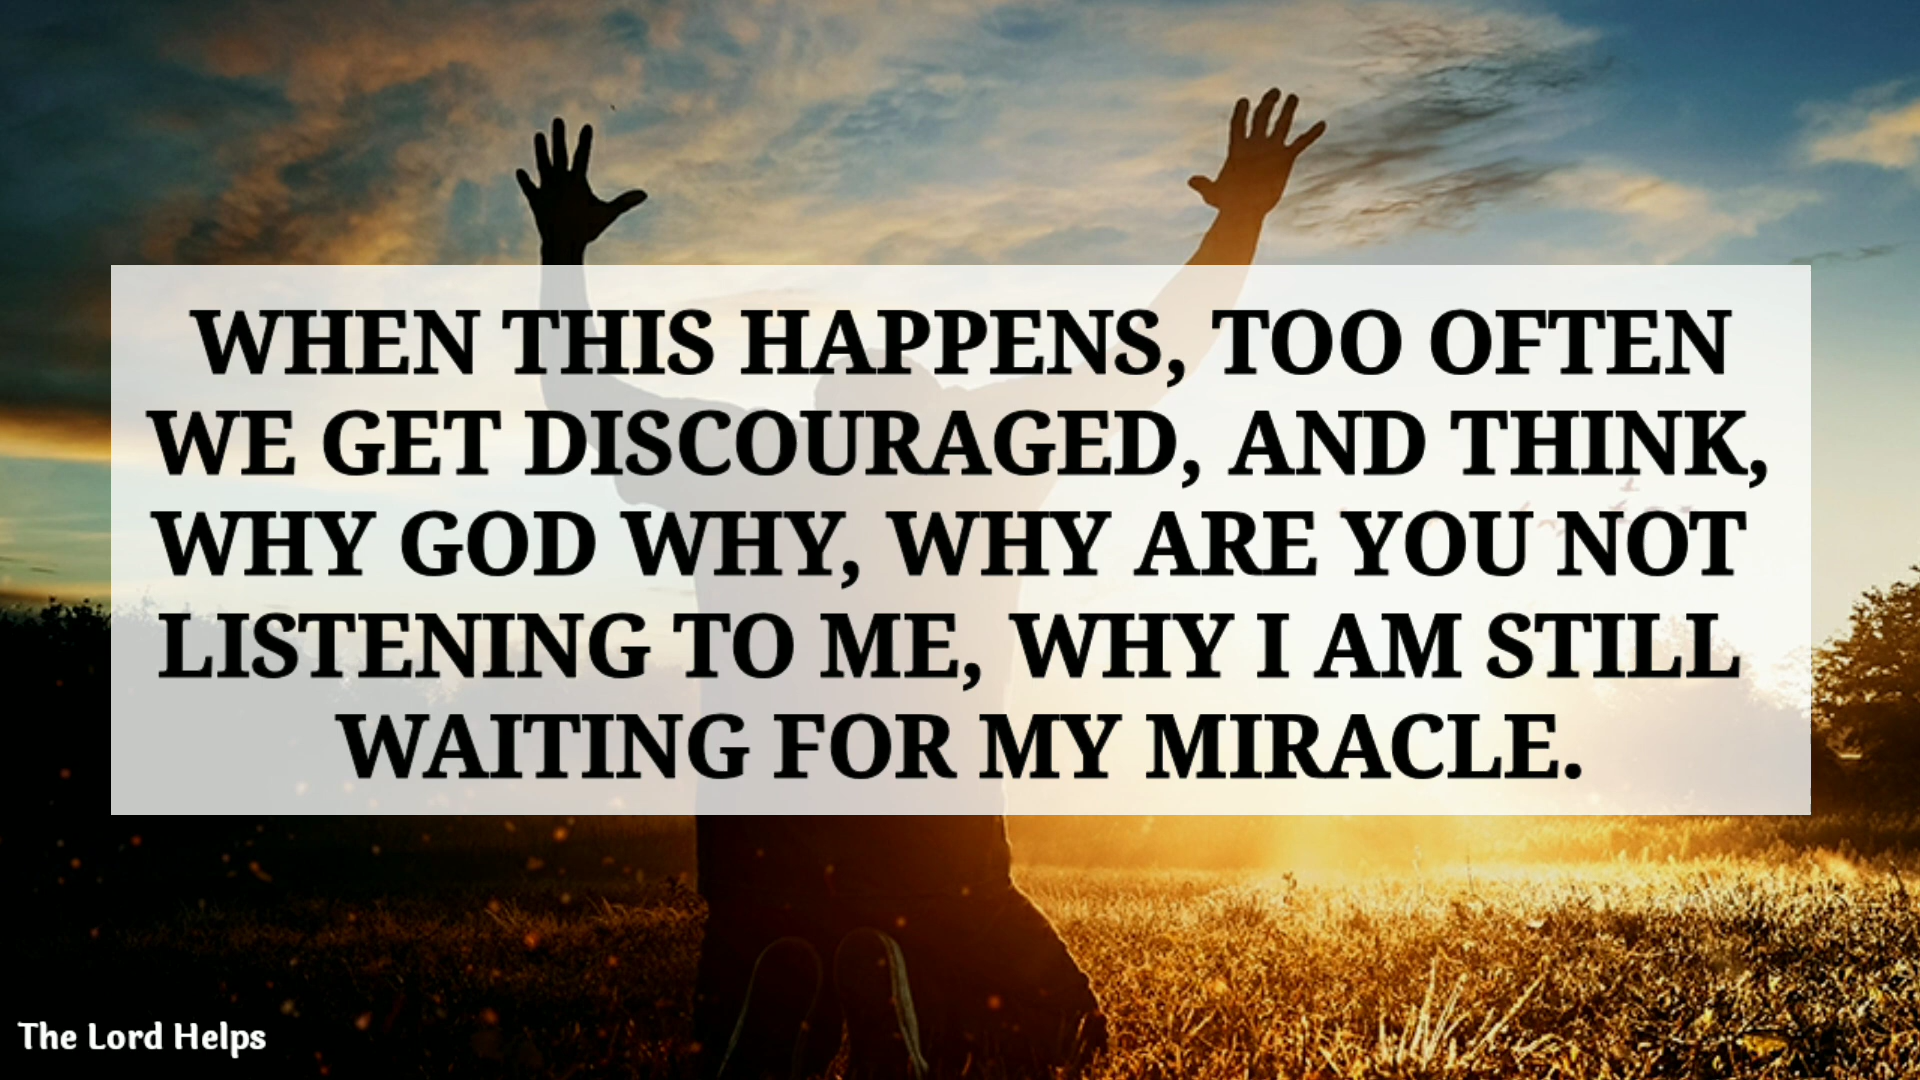 WHEN THIS HAPPENS, TOO OFTEN
WE GET DISCOURAGED, AND THINK,
WHY GOD WHY, WHY ARE YOU NOT
LISTENING TO ME, WHY I AM STILL
WAITING FOR MY MIRACLE.
The Lord Helps